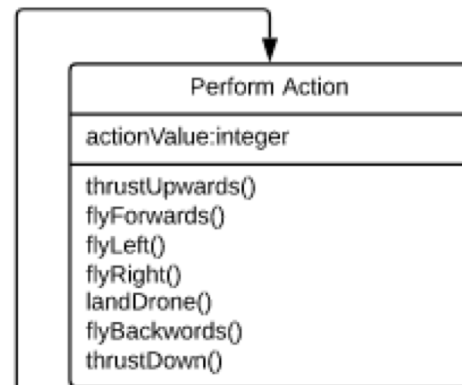 Perform Action
actionValue:integer
thrustUpwards()
flyForwards()
flyLeft()
flyRight()
landDrone()
flyBackwords()
thrustDown()